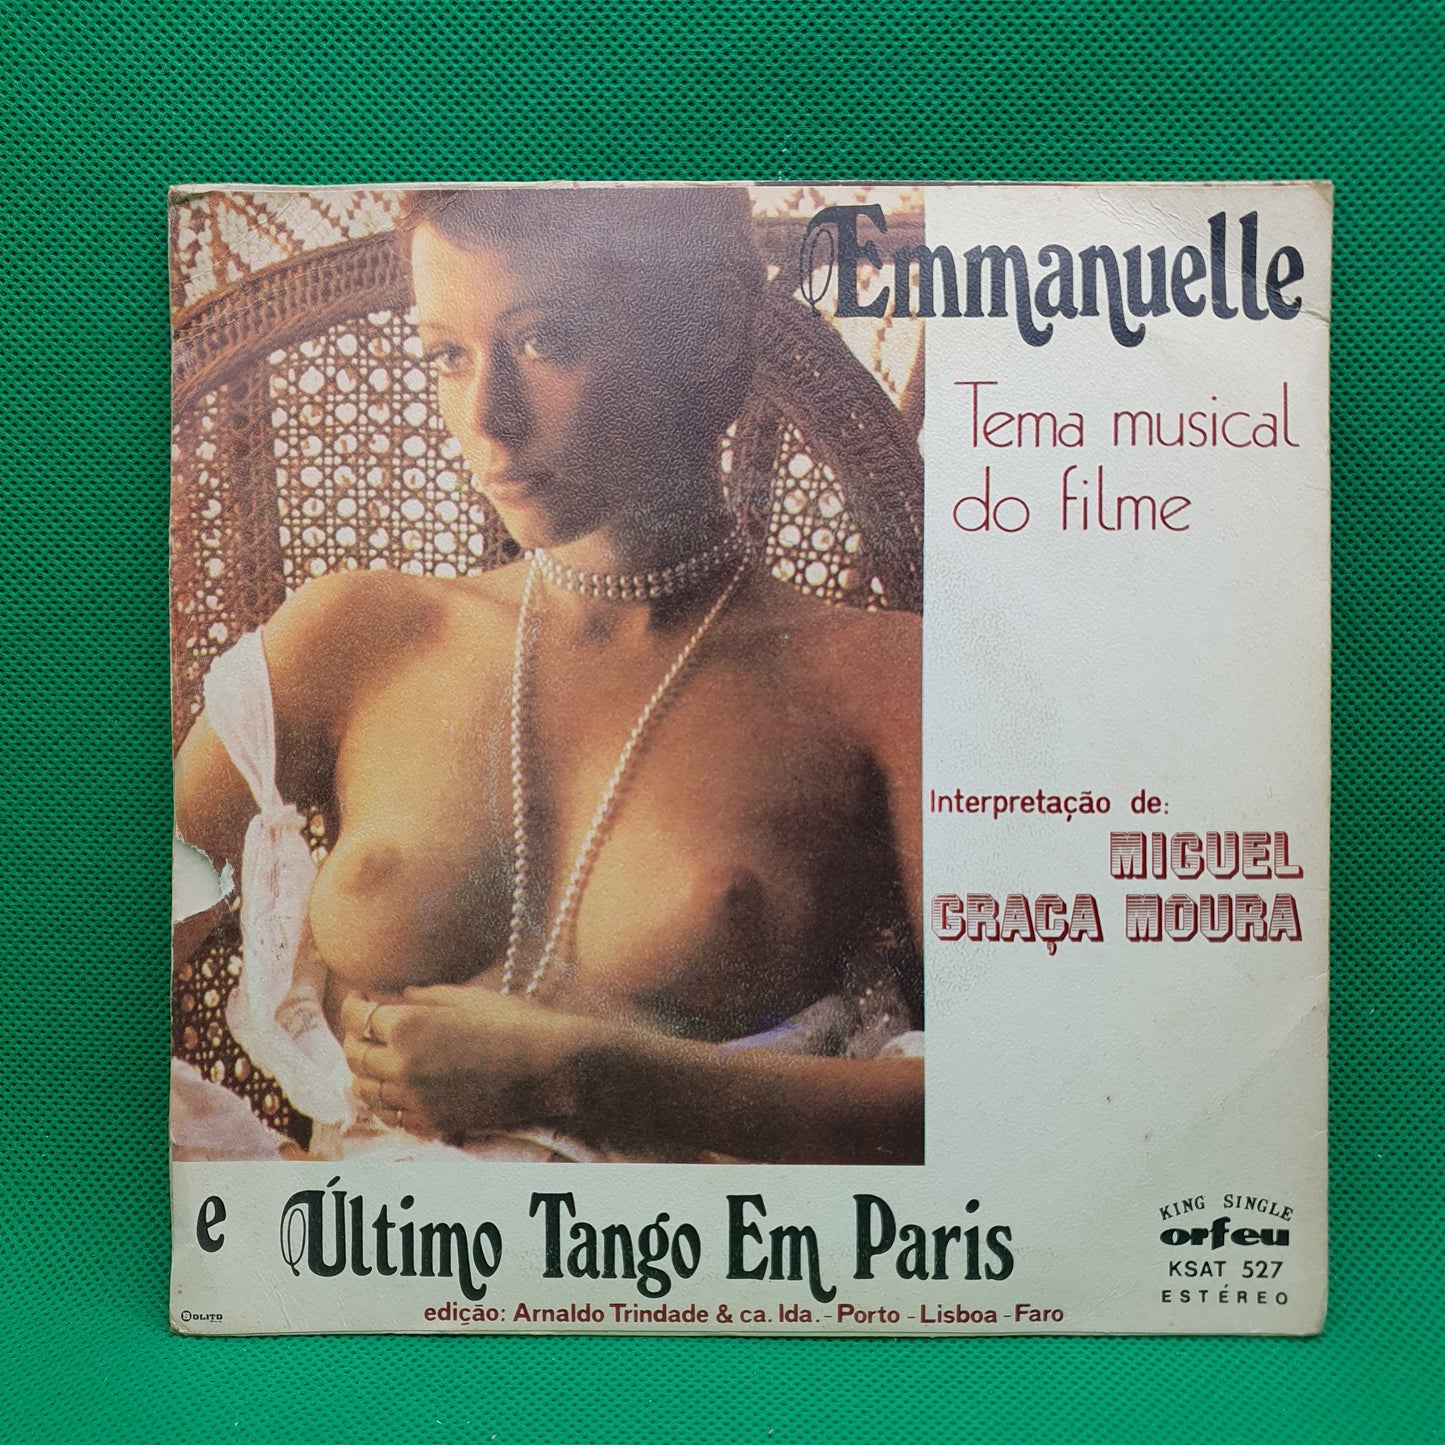 Emmanuelle
Tema musical
do filme
Interpretação de:
MIGUEL
GRAÇA MOURA
e Último Tango Em Paris
KING SINGLE
orfeu
KSAT 527
ESTÉREO
edição: Arnaldo Trindade & ca. lda. - Porto - Lisboa - Faro